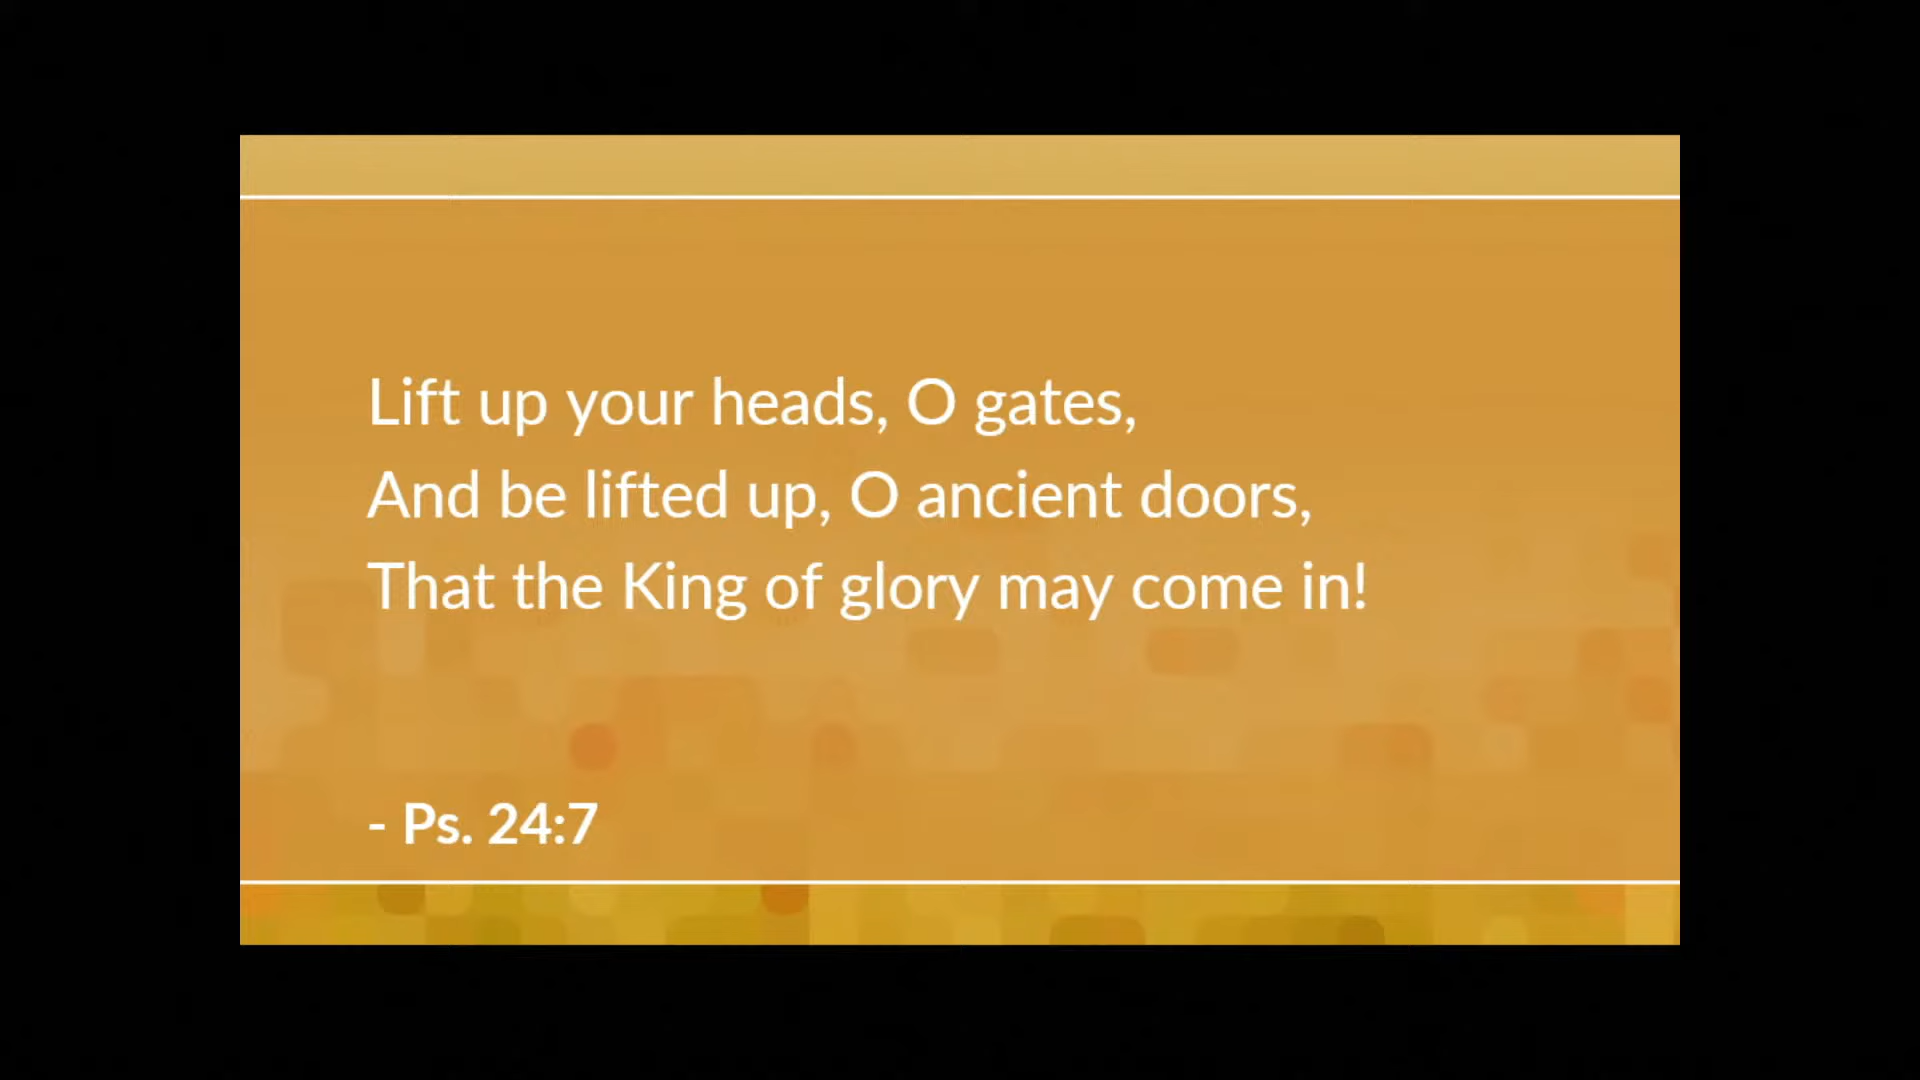 Lift up your heads, O gates,
And be lifted up, O ancient doors,
That the King of glory may come in!
- Ps. 24:7